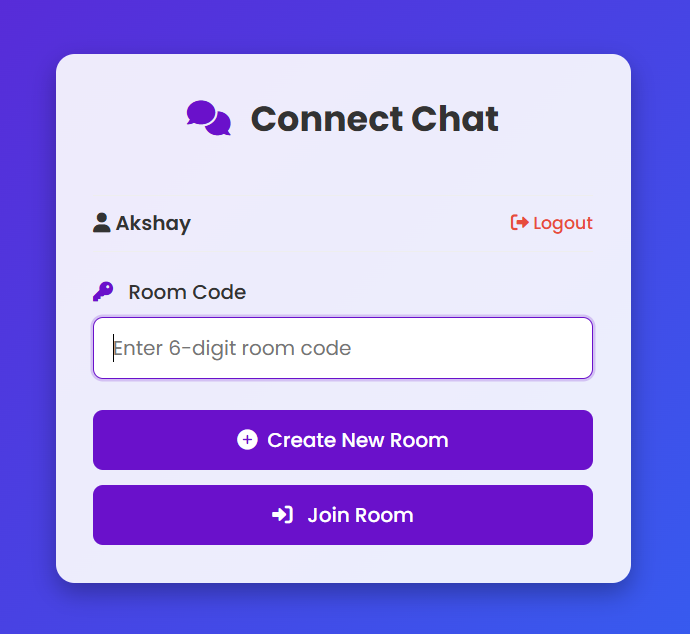 Connect Chat
Akshay
Logout
Room Code
Enter 6-digit room code
Create New Room
Join Room